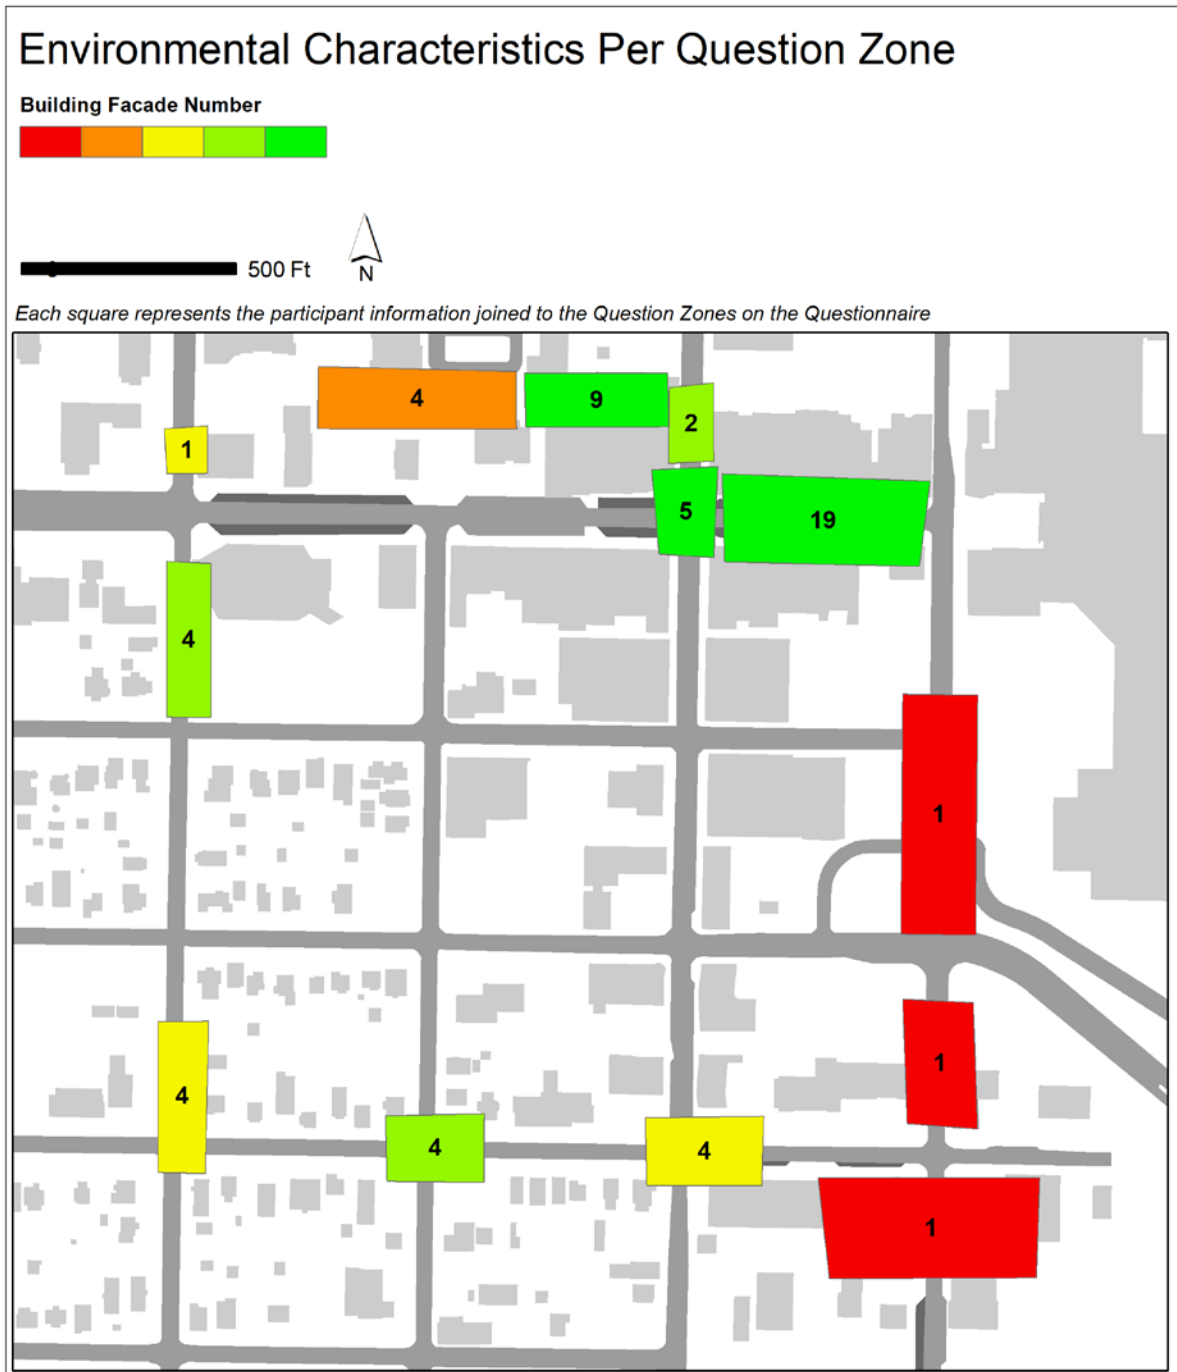 Environmental Characteristics Per Question Zone
Building Facade Number
500 Ft
N
Each square represents the participant information joined to the Question Zones on the Questionnaire
4
9
2
1
5
19
4
1
1
4
4
4
1